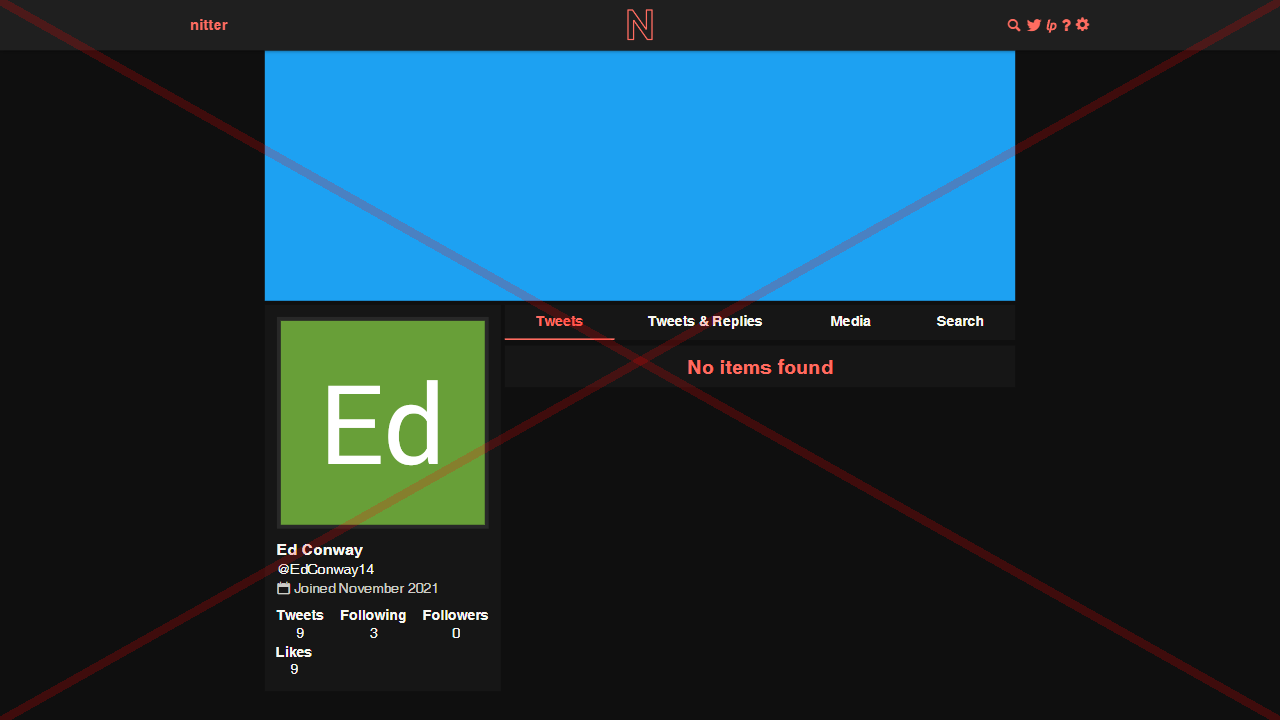 nitter
N
lp ?
Tweets Tweets & Replies Media Search
No items found
Ed
Ed Conway
@EdConway14
Joined November 2021
Tweets Following Followers
9 3 0
Likes
9